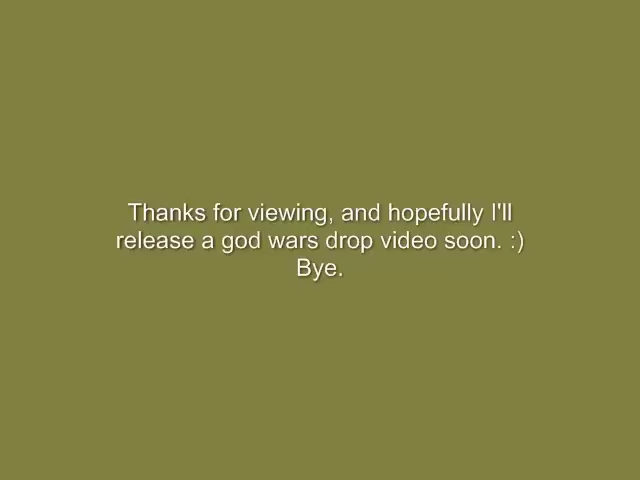 Thanks for viewing, and hopefully I'll
release a god wars drop video soon. :)
Bye.